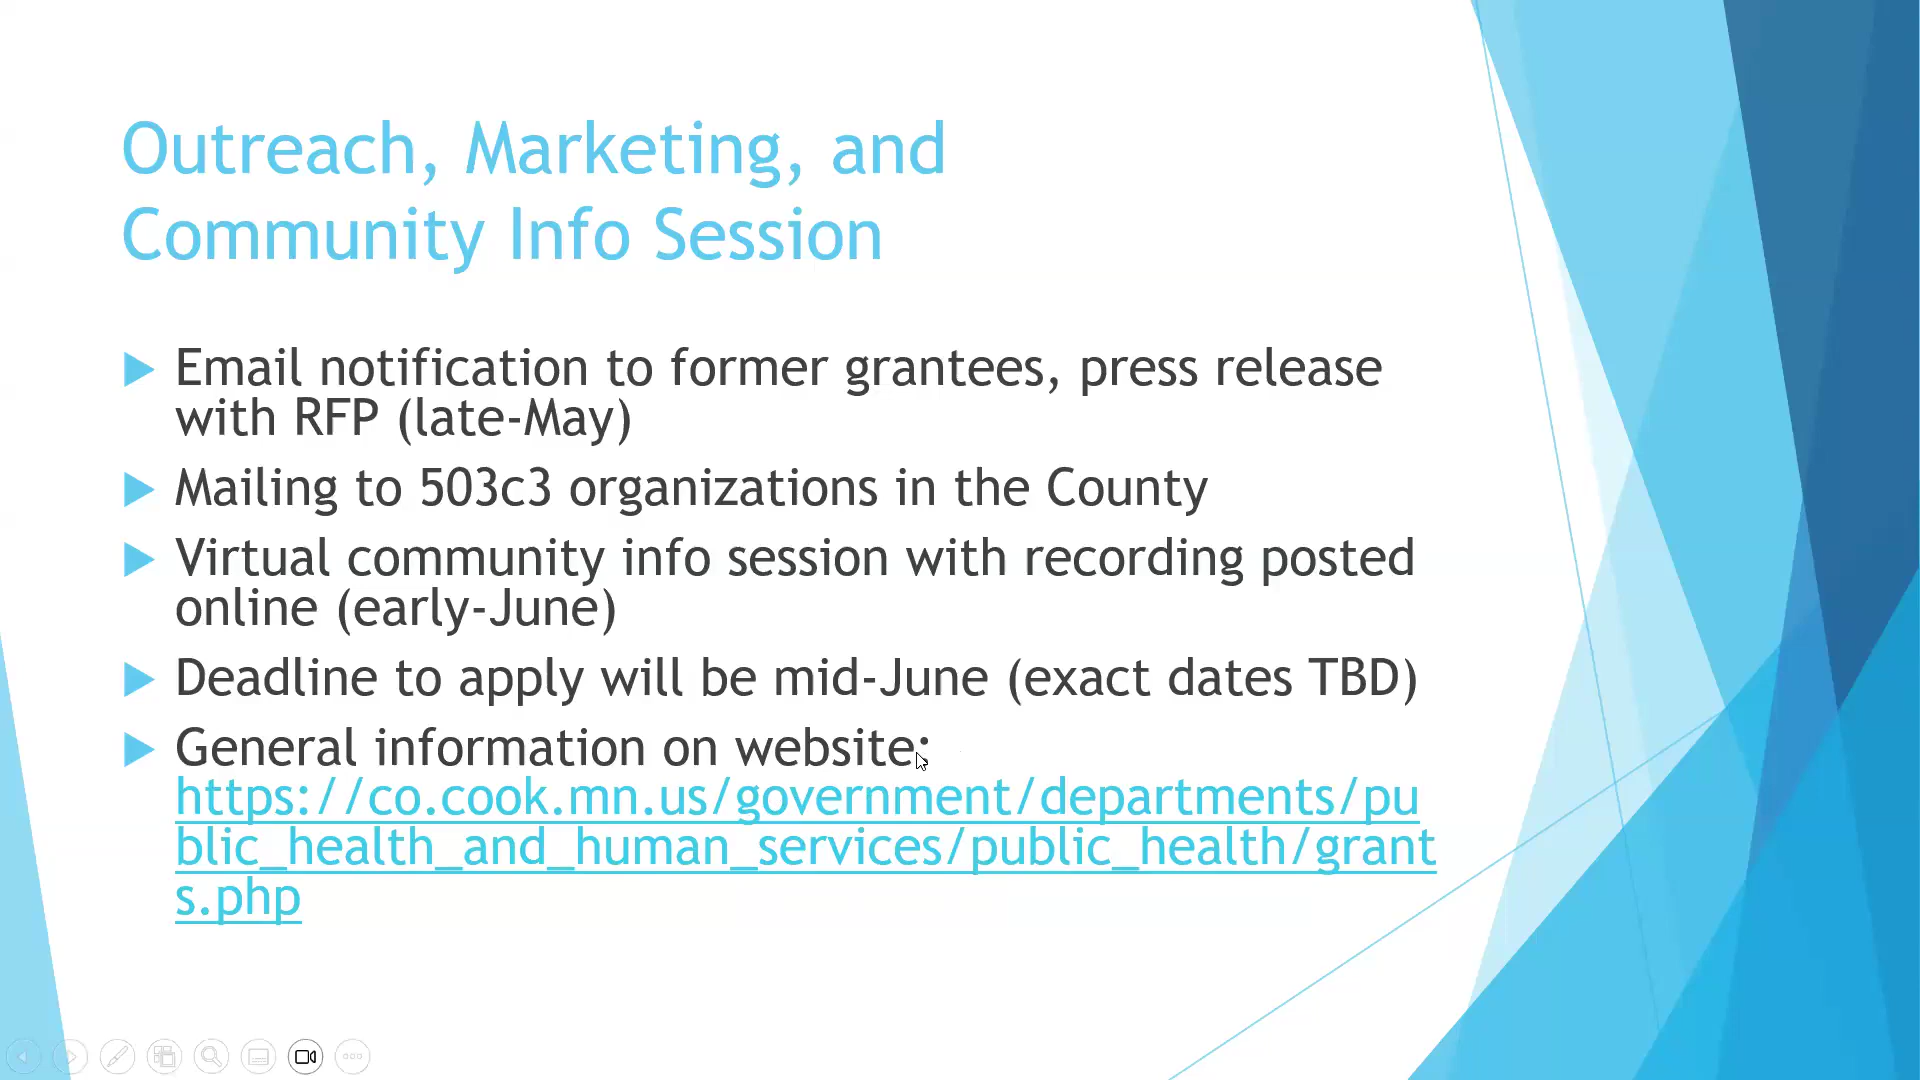 Outreach, Marketing, and
Community Info Session
Email notification to former grantees, press release
with RFP (late-May)
Mailing to 503c3 organizations in the County
Virtual community info session with recording posted
online (early-June)
Deadline to apply will be mid-June (exact dates TBD)
General information on website:
https://co.cook.mn.us/government/departments/pu
blic_health_and_human_services/public_health/grant
s.php